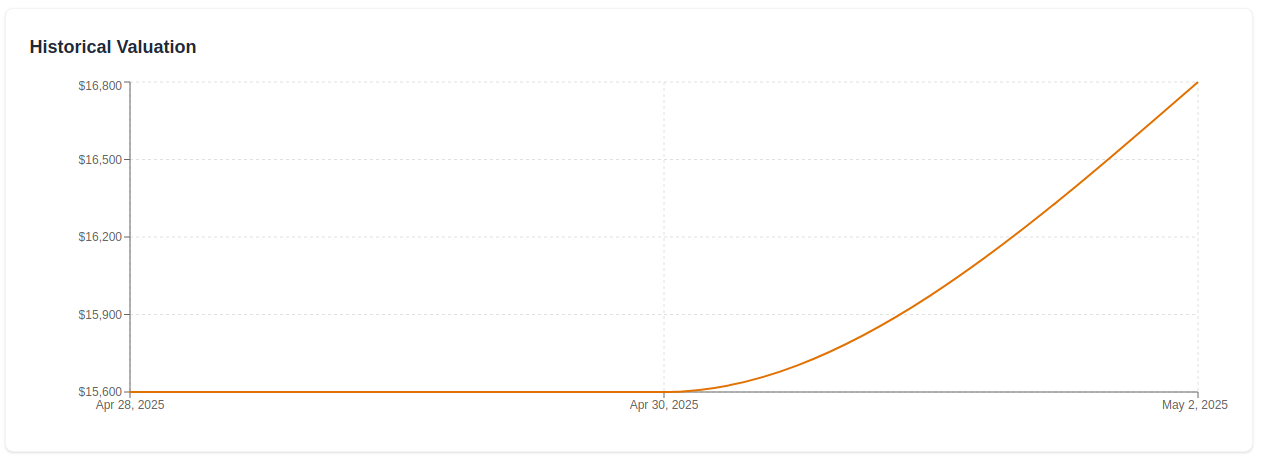 Historical Valuation
$16,800
$16,500
$16,200
$15,900
$15,600
Apr 28, 2025
Apr 30, 2025
May 2, 2025